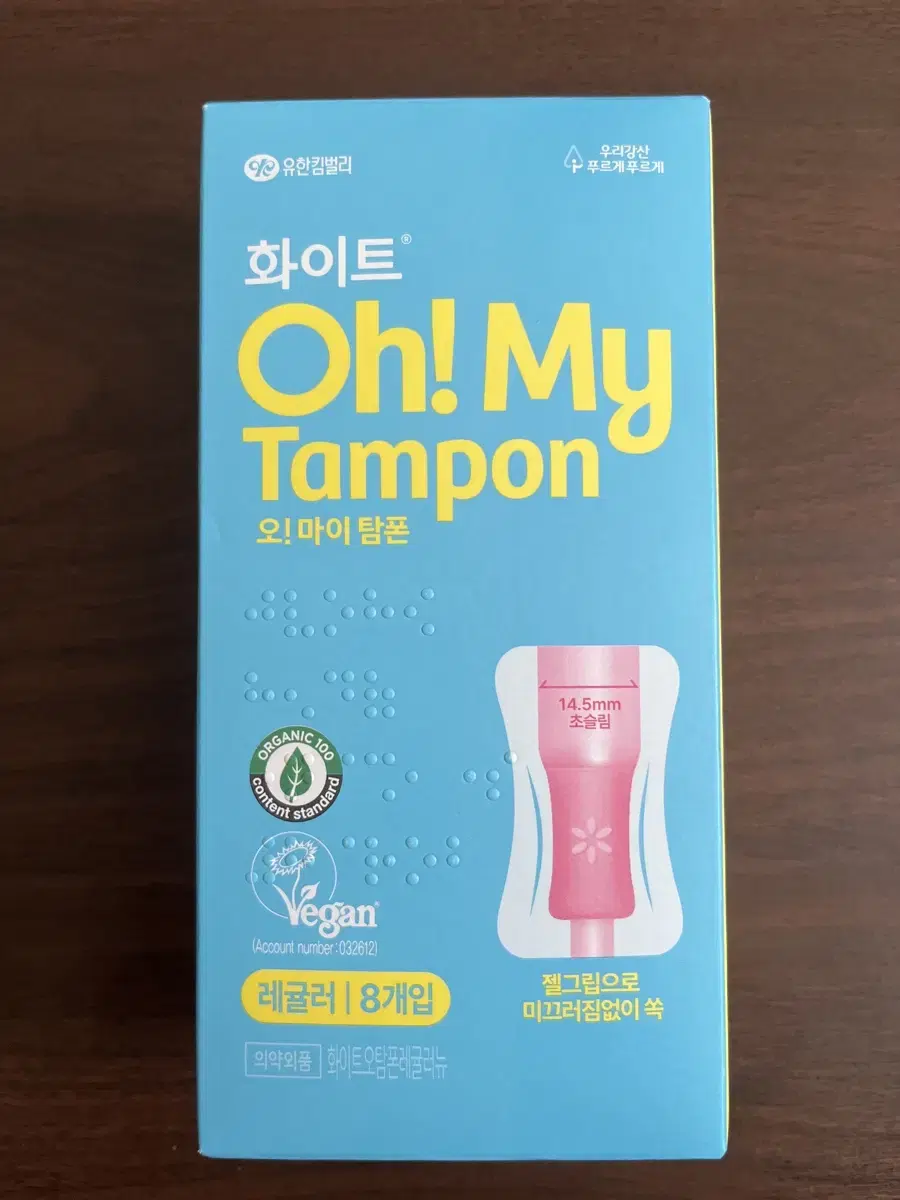 유한킴벌리
우리강산
푸르게 푸르게
화이트®
Oh! My
Tampon
오! 마이 탐폰
14.5mm
초슬림
ORGANIC 100
content standard
Vegan
(Account number:032612)
젤그립으로
미끄러짐없이 쏙
레귤러 | 8개입
의약외품 화이트오탐폰레귤러뉴